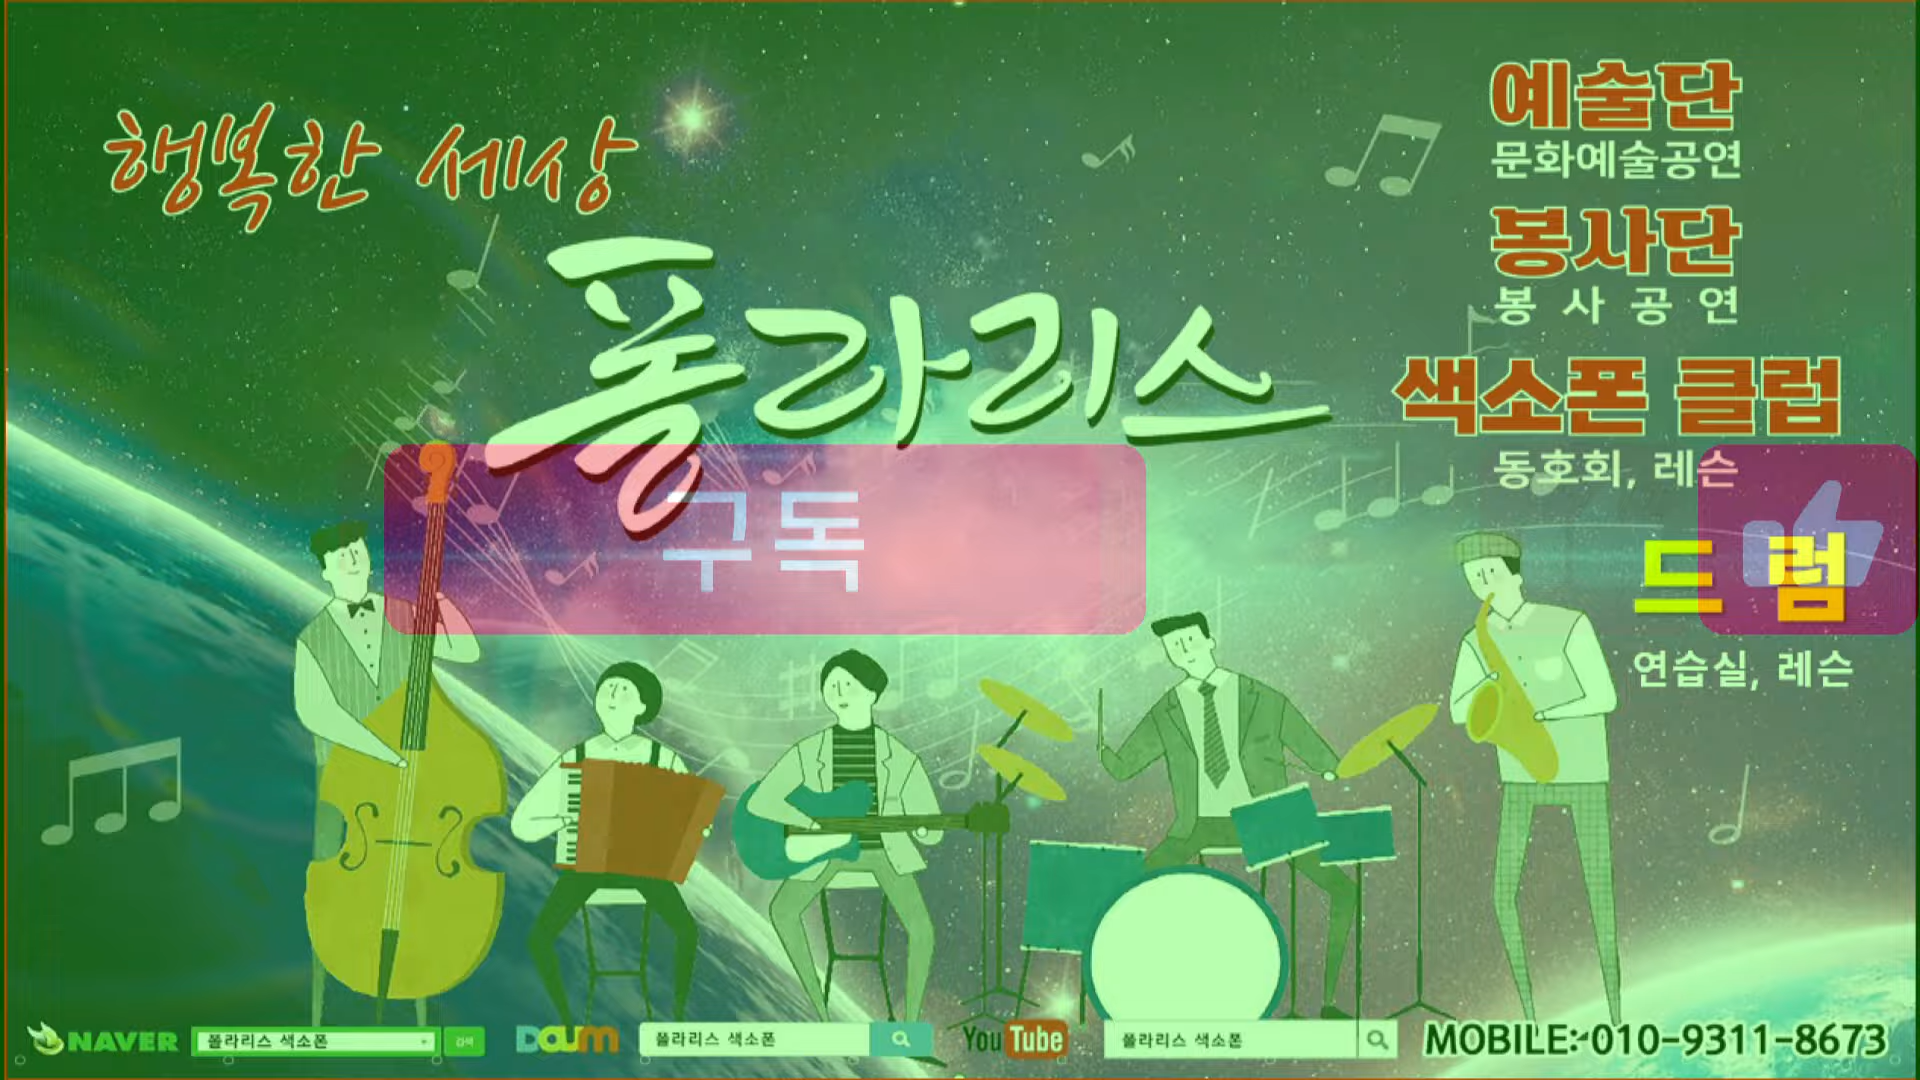 행복한 세상
폴라리스
예술단
문화예술공연
봉사단
봉 사 공 연
색소폰 클럽
동호회, 레슨
구독
드 럼
연습실, 레슨
NAVER 폴라리스 색소폰 검색
Daum 폴라리스 색소폰
YouTube 폴라리스 색소폰
MOBILE:010-9311-8673